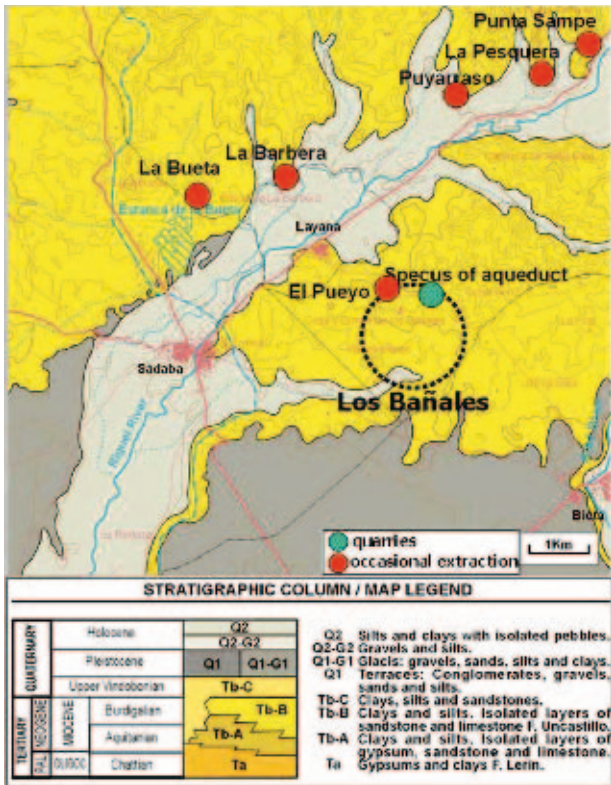 Punta Sampe
La Pesquera
Puyarraso
La Barbera
La Bueta
Layana
Specus of aqueduct
El Pueyo
Sadaba
Los Bañales
Riguel River
Biota
quarries
occasional extraction
1Km
STRATIGRAPHIC COLUMN / MAP LEGEND
QUATERNARY
Holocene
Q2
Q2-G2
Pleistocene
Q1
Q1-G1
TERTIARY
NEOGENE
MIOCENE
Upper Vindobonian
Tb-C
Burdigalian
Tb-B
Aquitanian
Tb-A
PAL
OLIGOC
Chattian
Ta
Q2 Silts and clays with isolated pebbles.
Q2-G2 Gravels and silts.
Q1-G1 Glacis: gravels, sands, silts and clays.
Q1 Terraces: Conglomerates, gravels,
sands and silts.
Tb-C Clays, silts and sandstones.
Tb-B Clays and silts. Isolated layers of
sandstone and limestone f. Uncastillo.
Tb-A Clays and silts. Isolated layers of
gypsum, sandstone and limestone.
Ta Gypsums and clays F. Lerin.